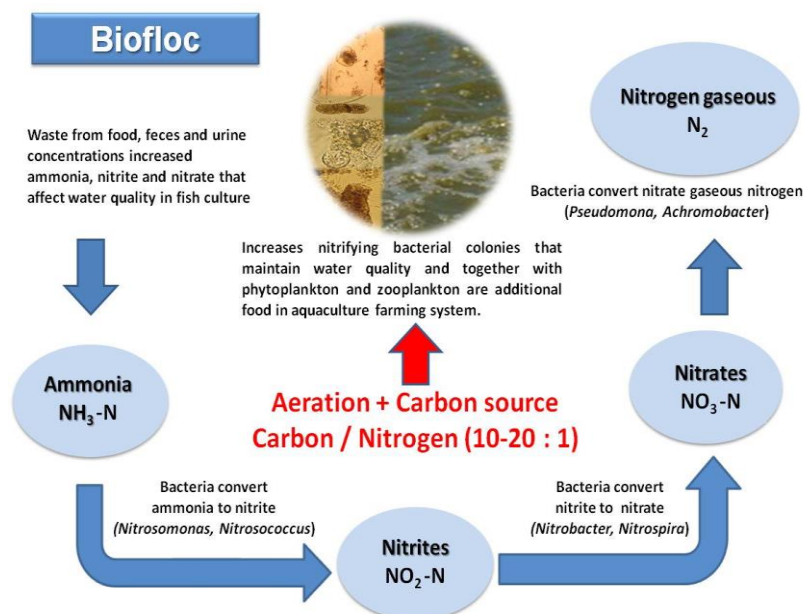 Biofloc
Waste from food, feces and urine
concentrations increased
ammonia, nitrite and nitrate that
affect water quality in fish culture
Increases nitrifying bacterial colonies that
maintain water quality and together with
phytoplankton and zooplankton are additional
food in aquaculture farming system.
Nitrogen gaseous
N₂
Bacteria convert nitrate gaseous nitrogen
(Pseudomona, Achromobacter)
Ammonia
NH₃-N
Aeration + Carbon source
Carbon / Nitrogen (10-20 : 1)
Nitrates
NO₃-N
Bacteria convert
ammonia to nitrite
(Nitrosomonas, Nitrosococcus)
Nitrites
NO₂-N
Bacteria convert
nitrite to nitrate
(Nitrobacter, Nitrospira)